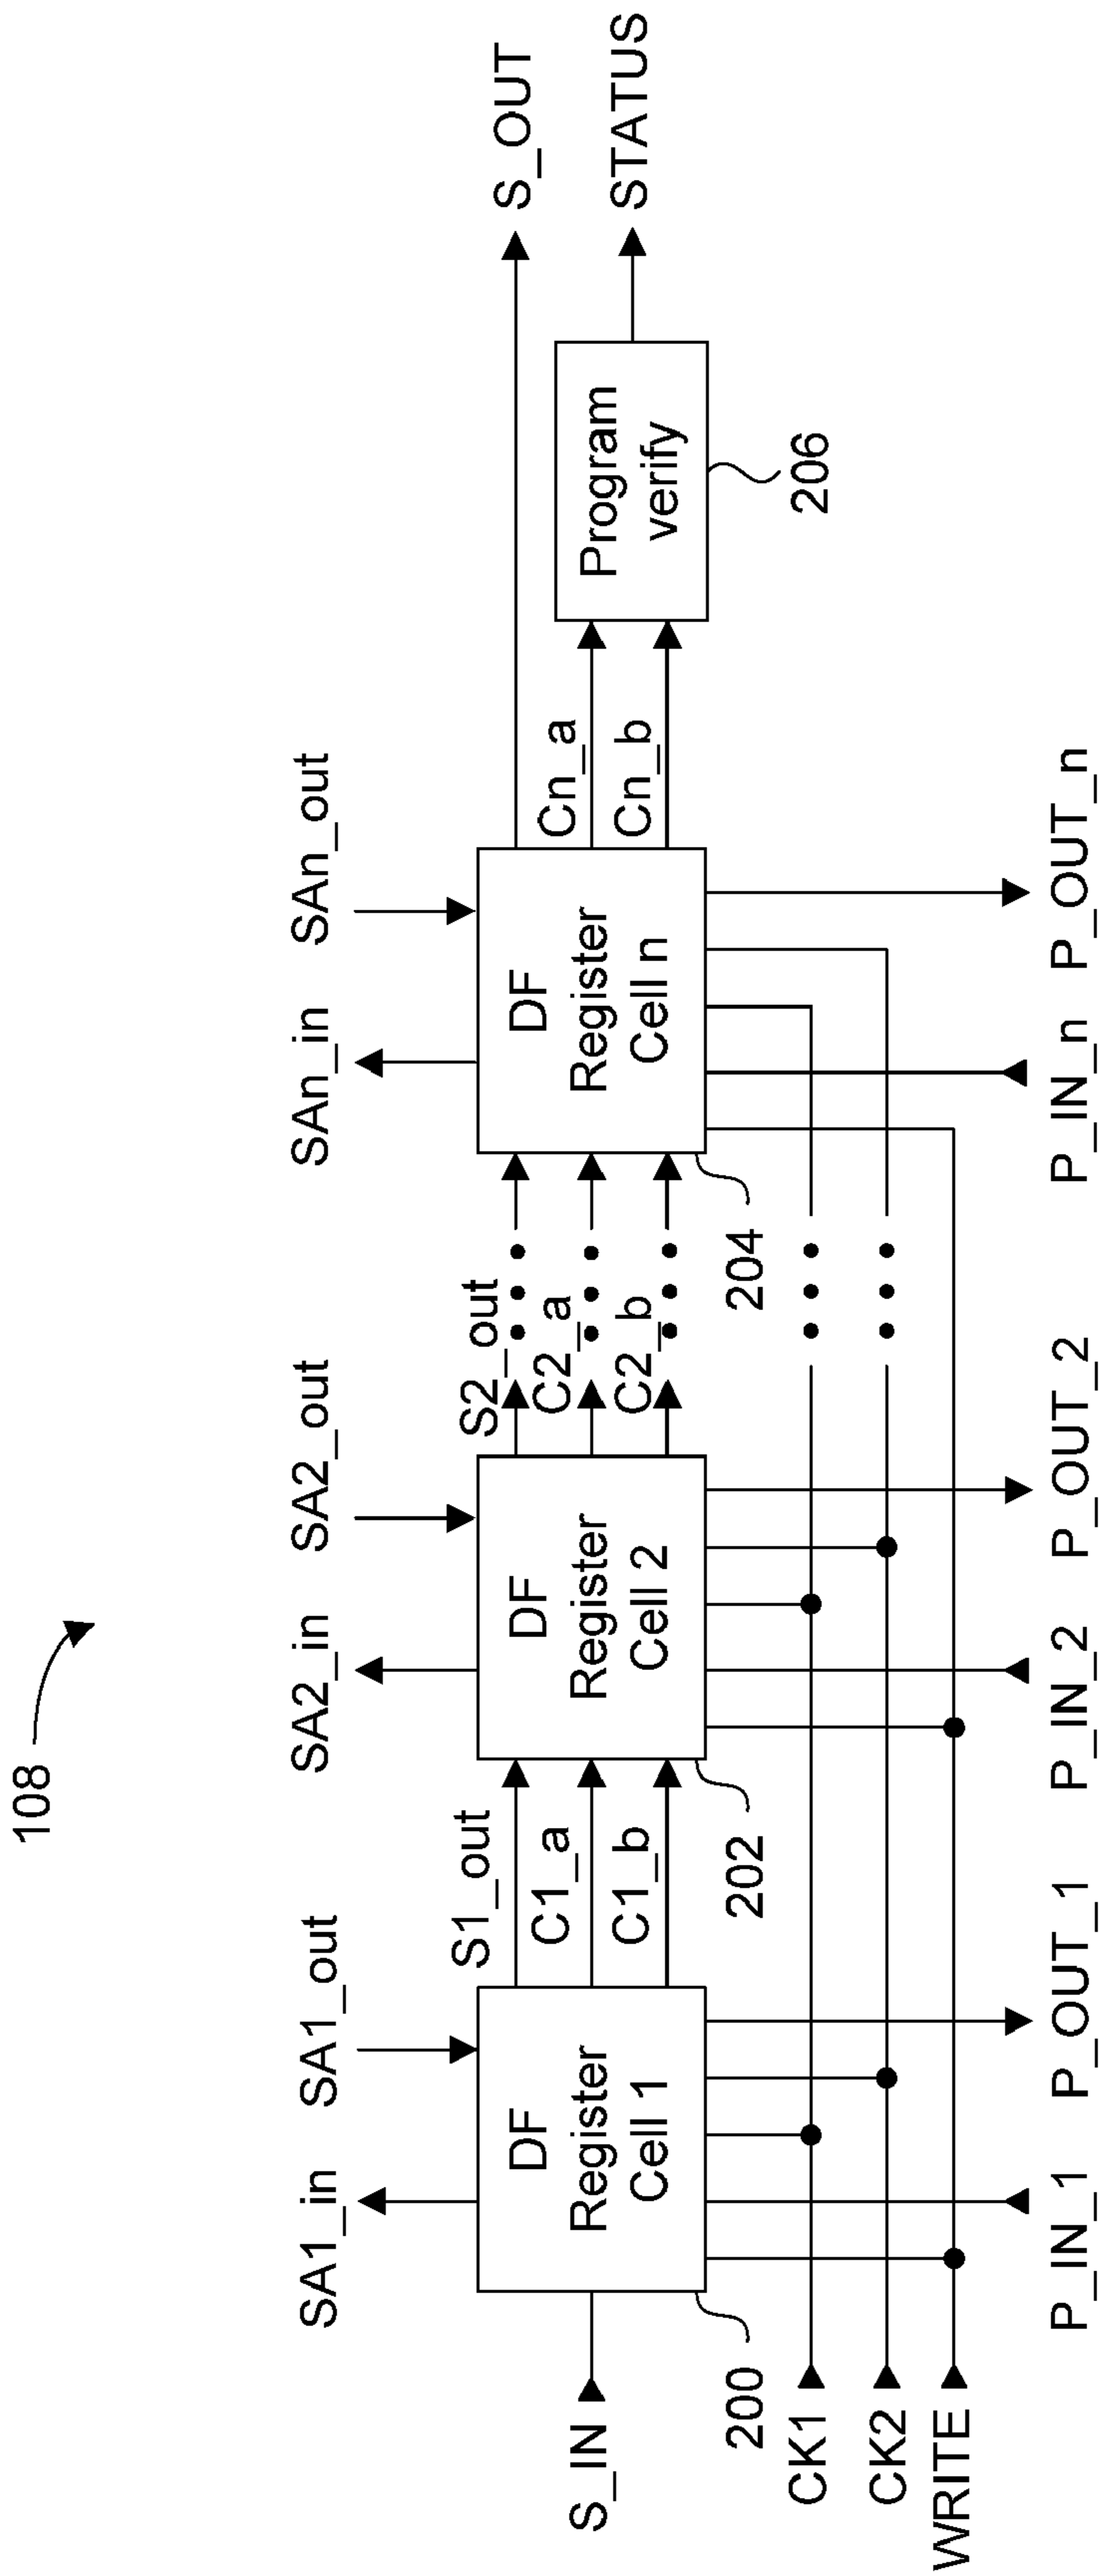 108
SA1_in
SA1_out
SA2_in
SA2_out
SAn_in
SAn_out
S_IN
DF
Register
Cell 1
S1_out
C1_a
C1_b
DF
Register
Cell 2
S2_out
C2_a
C2_b
DF
Register
Cell n
Cn_a
Cn_b
Program
verify
S_OUT
STATUS
200
202
204
206
CK1
CK2
WRITE
P_IN_1
P_OUT_1
P_IN_2
P_OUT_2
P_IN_n
P_OUT_n